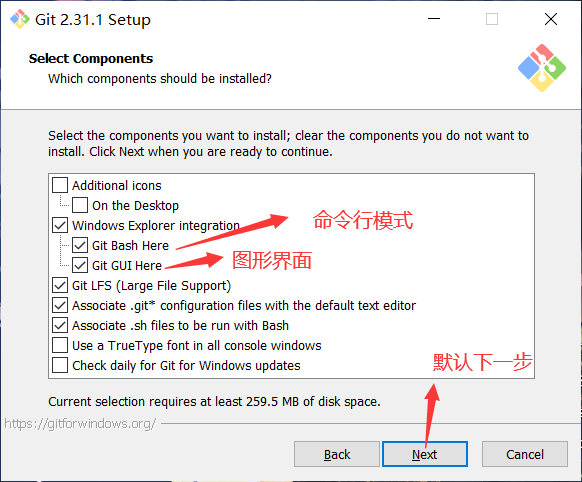 Git 2.31.1 Setup
Select Components
Which components should be installed?
Select the components you want to install; clear the components you do not want to
install. Click Next when you are ready to continue.
Additional icons
On the Desktop
Windows Explorer integration
命令行模式
Git Bash Here
图形界面
Git GUI Here
Git LFS (Large File Support)
Associate .git* configuration files with the default text editor
Associate .sh files to be run with Bash
Use a TrueType font in all console windows
默认下一步
Check daily for Git for Windows updates
Current selection requires at least 259.5 MB of disk space.
https://gitforwindows.org/
Back
Next
Cancel